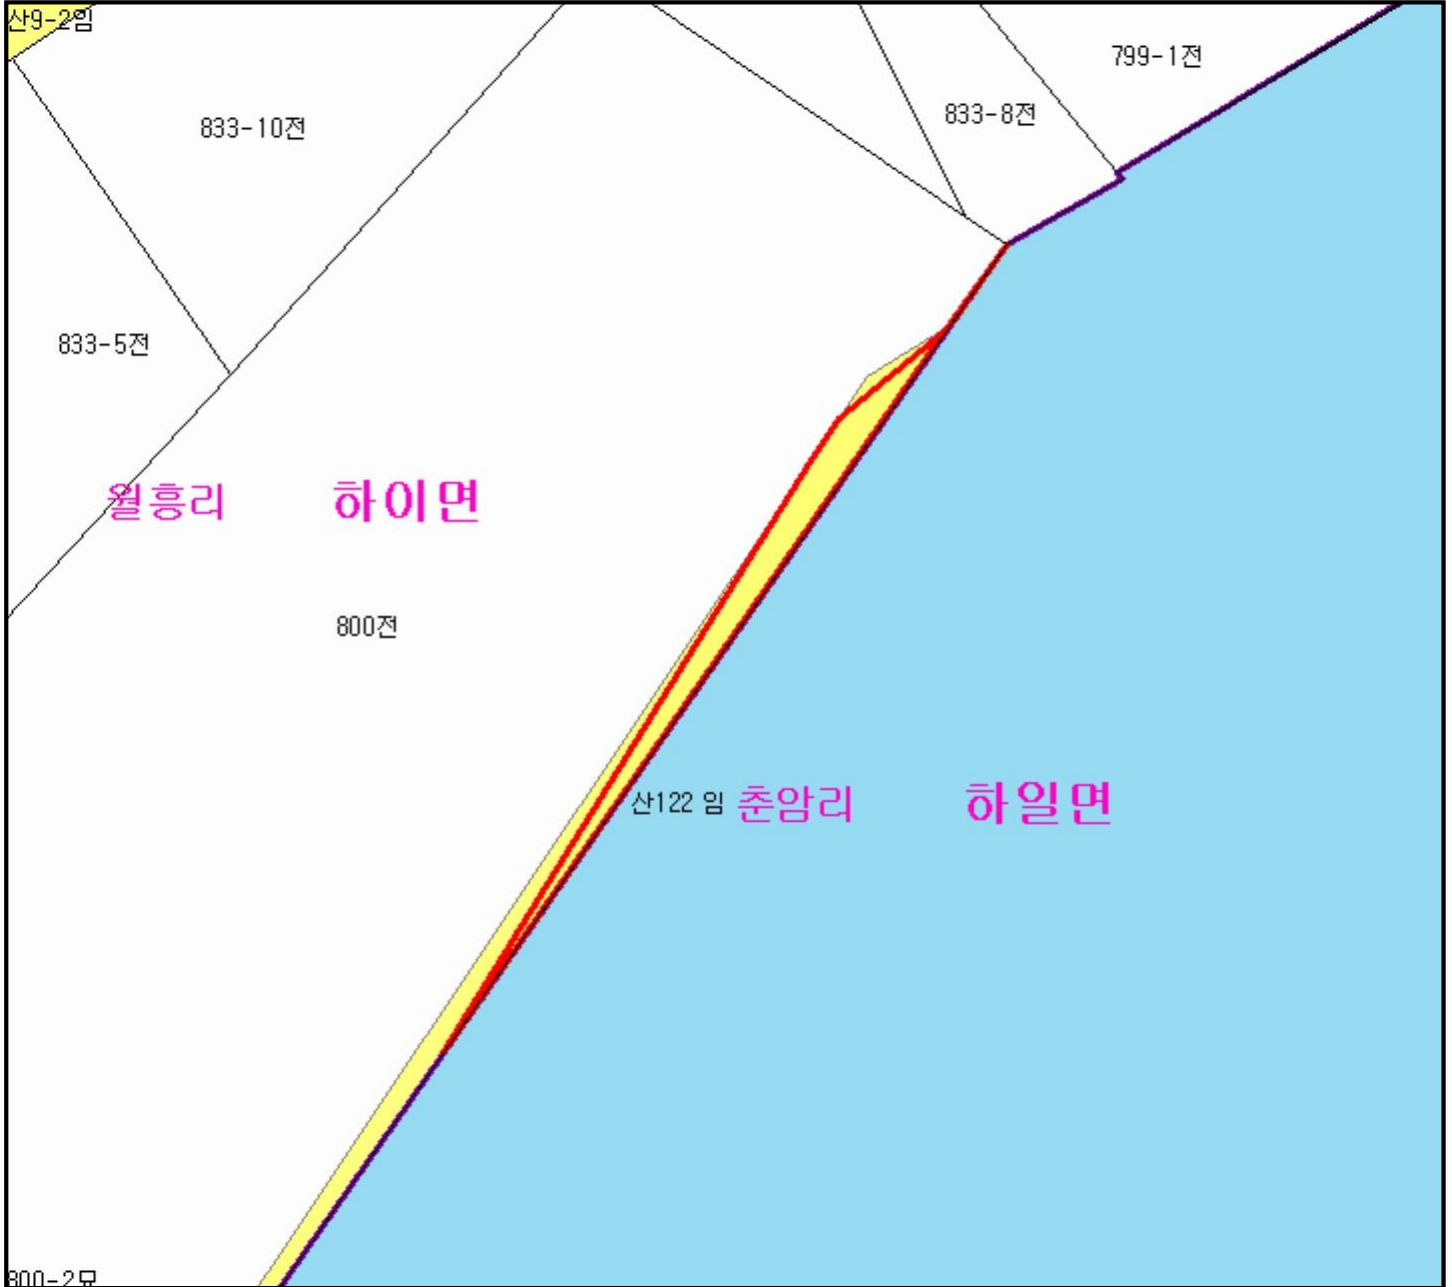 산9-2임
799-1전
833-8전
833-10전
833-5전
월흥리 하이면
800전
산122 임 춘암리 하일면
800-2묘